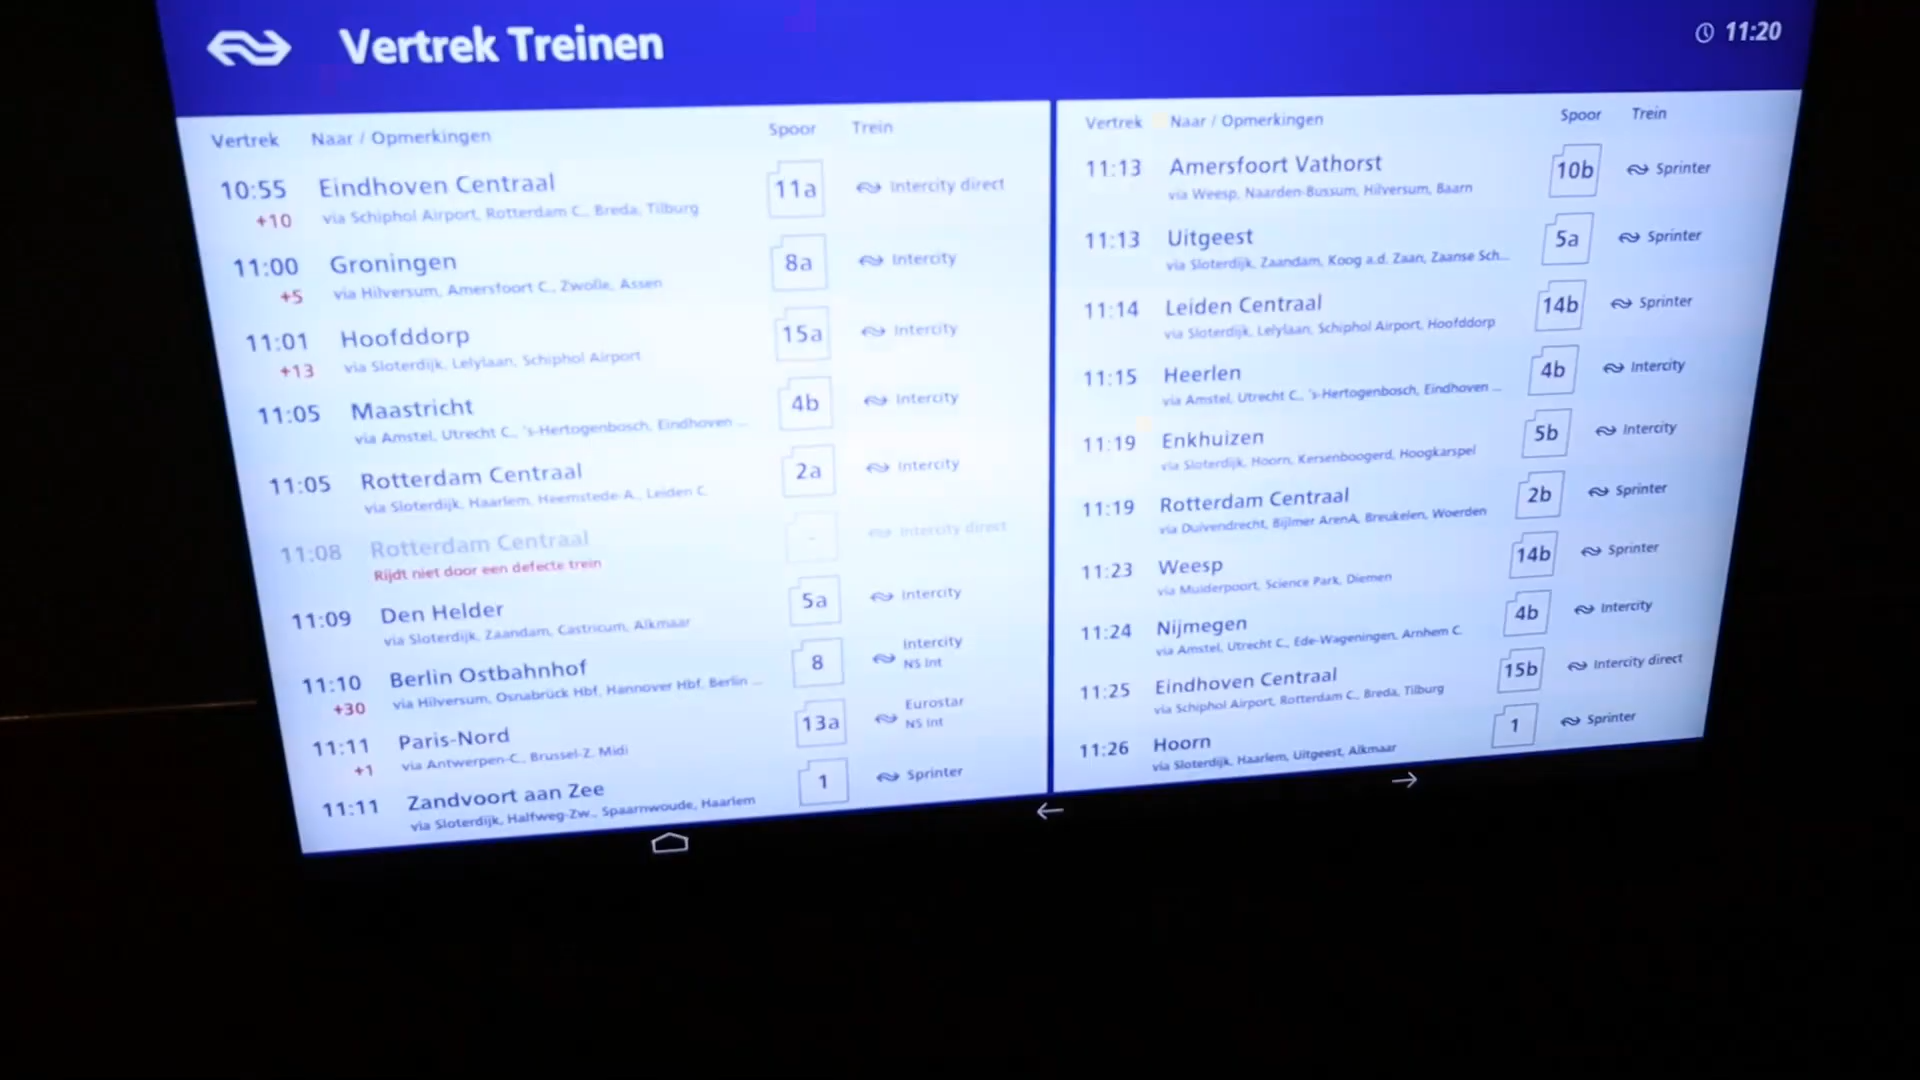 Vertrek Treinen
11:20
Vertrek Naar / Opmerkingen Spoor Trein
10:55 Eindhoven Centraal 11a Intercity direct
+10 via Schiphol Airport, Rotterdam C., Breda, Tilburg
11:00 Groningen 8a Intercity
+5 via Hilversum, Amersfoort C., Zwolle, Assen
11:01 Hoofddorp 15a Intercity
+13 via Sloterdijk, Lelylaan, Schiphol Airport
11:05 Maastricht 4b Intercity
via Amstel, Utrecht C., 's-Hertogenbosch, Eindhoven ...
11:05 Rotterdam Centraal 2a Intercity
via Sloterdijk, Haarlem, Heemstede-A., Leiden C.
11:08 Rotterdam Centraal - Intercity direct
Rijdt niet door een defecte trein
11:09 Den Helder 5a Intercity
via Sloterdijk, Zaandam, Castricum, Alkmaar
11:10 Berlin Ostbahnhof 8 Intercity NS Int
+30 via Hilversum, Osnabrück Hbf, Hannover Hbf, Berlin ...
11:11 Paris-Nord 13a Eurostar NS Int
+1 via Antwerpen-C., Brussel-Z. Midi
11:11 Zandvoort aan Zee 1 Sprinter
via Sloterdijk, Halfweg-Zw., Spaarnwoude, Haarlem
Vertrek Naar / Opmerkingen Spoor Trein
11:13 Amersfoort Vathorst 10b Sprinter
via Weesp, Naarden-Bussum, Hilversum, Baarn
11:13 Uitgeest 5a Sprinter
via Sloterdijk, Zaandam, Koog a.d. Zaan, Zaanse Sch...
11:14 Leiden Centraal 14b Sprinter
via Sloterdijk, Lelylaan, Schiphol Airport, Hoofddorp
11:15 Heerlen 4b Intercity
via Amstel, Utrecht C., 's-Hertogenbosch, Eindhoven ...
11:19 Enkhuizen 5b Intercity
via Sloterdijk, Hoorn, Kersenboogerd, Hoogkarspel
11:19 Rotterdam Centraal 2b Sprinter
via Duivendrecht, Bijlmer ArenA, Breukelen, Woerden
11:23 Weesp 14b Sprinter
via Muiderpoort, Science Park, Diemen
11:24 Nijmegen 4b Intercity
via Amstel, Utrecht C., Ede-Wageningen, Arnhem C.
11:25 Eindhoven Centraal 15b Intercity direct
via Schiphol Airport, Rotterdam C., Breda, Tilburg
11:26 Hoorn 1 Sprinter
via Sloterdijk, Haarlem, Uitgeest, Alkmaar